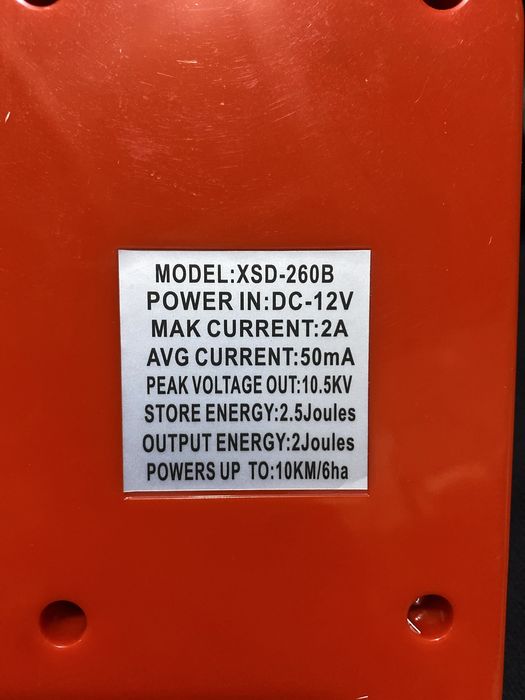 MODEL:XSD-260B
POWER IN:DC-12V
MAK CURRENT:2A
AVG CURRENT:50mA
PEAK VOLTAGE OUT:10.5KV
STORE ENERGY:2.5Joules
OUTPUT ENERGY:2Joules
POWERS UP TO:10KM/6ha